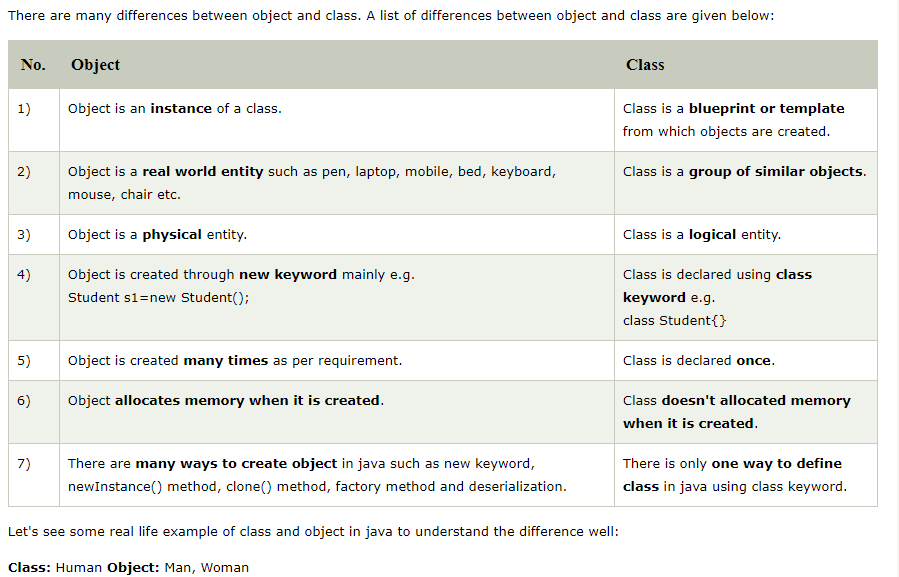 There are many differences between object and class. A list of differences between object and class are given below:
No. Object Class
1) Object is an instance of a class. Class is a blueprint or template
from which objects are created.
2) Object is a real world entity such as pen, laptop, mobile, bed, keyboard, Class is a group of similar objects.
mouse, chair etc.
3) Object is a physical entity. Class is a logical entity.
4) Object is created through new keyword mainly e.g. Class is declared using class
Student s1=new Student(); keyword e.g.
class Student{}
5) Object is created many times as per requirement. Class is declared once.
6) Object allocates memory when it is created. Class doesn't allocated memory
when it is created.
7) There are many ways to create object in java such as new keyword, There is only one way to define
newInstance() method, clone() method, factory method and deserialization. class in java using class keyword.
Let's see some real life example of class and object in java to understand the difference well:
Class: Human Object: Man, Woman